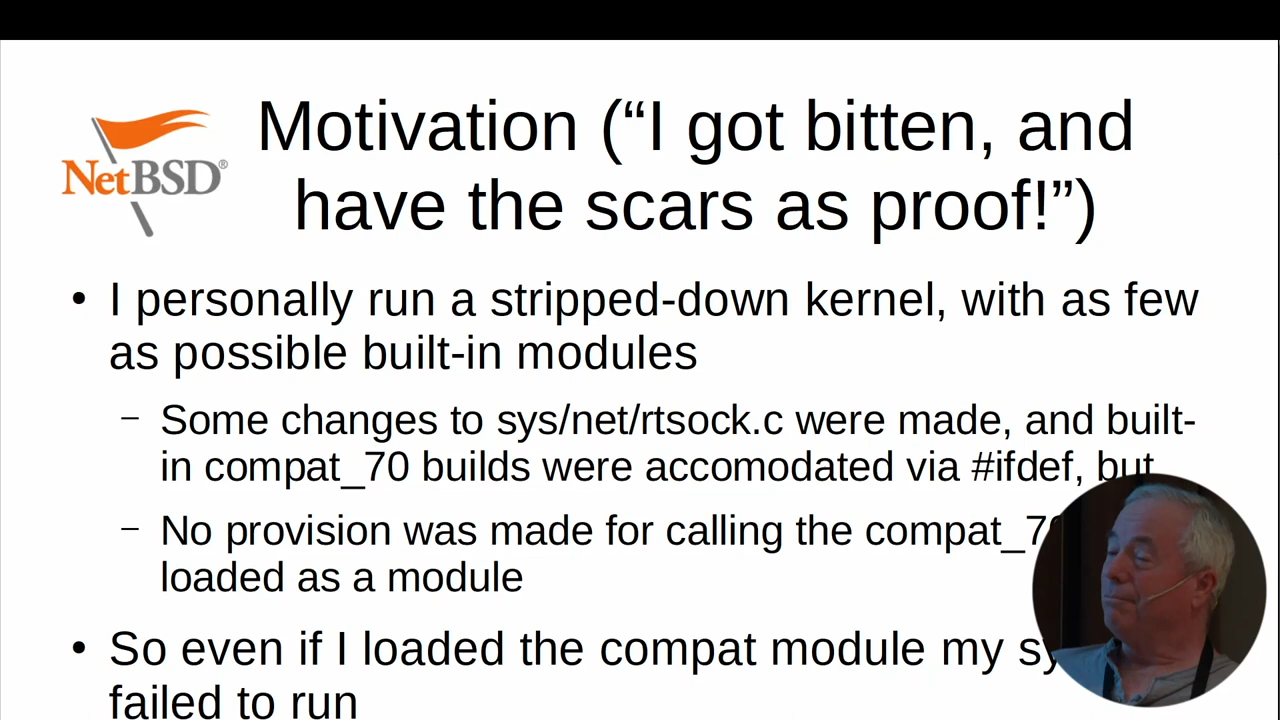 Motivation (“I got bitten, and
have the scars as proof!”)
NetBSD®
• I personally run a stripped-down kernel, with as few
as possible built-in modules
– Some changes to sys/net/rtsock.c were made, and built-
in compat_70 builds were accomodated via #ifdef, but
– No provision was made for calling the
loaded as a module
• So even if I loaded the compat module my
failed to run